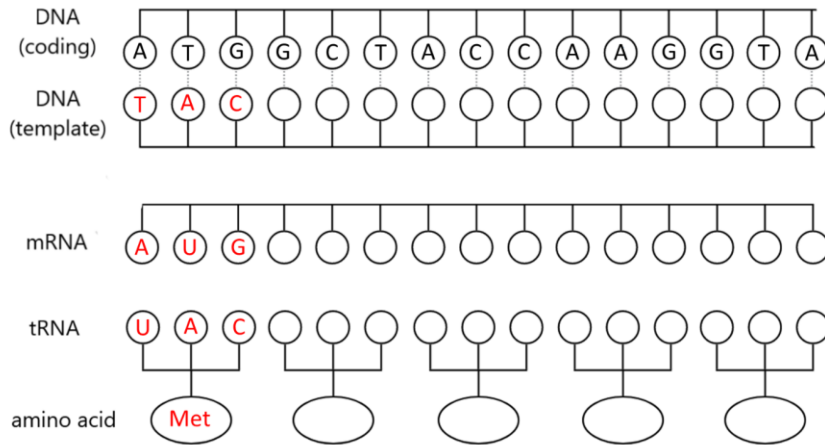 DNA
(coding)
A T G G C T A C C A A G G T A
DNA
(template)
T A C
mRNA
A U G
tRNA
U A C
amino acid
Met